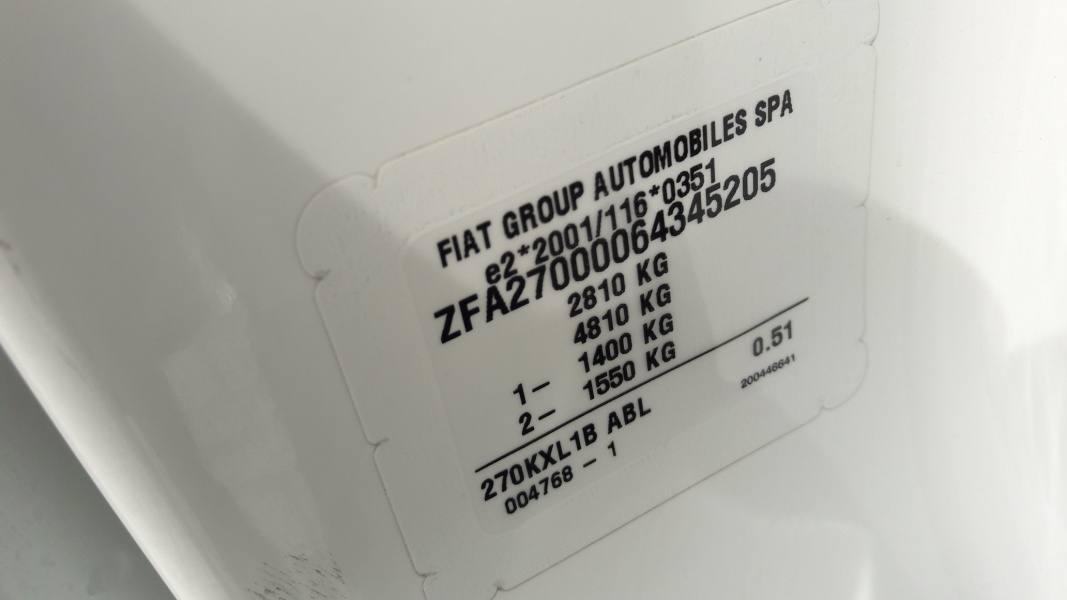 FIAT GROUP AUTOMOBILES SPA
e2*2001/116*0351
ZFA27000064345205
2810 KG
4810 KG
1- 1400 KG
2- 1550 KG
0.51
200446641
270KXL1B ABL
004768 - 1